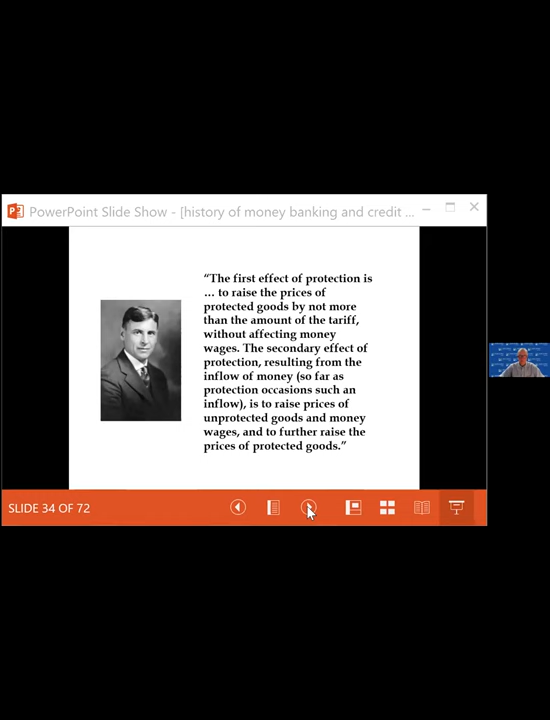 PowerPoint Slide Show - [history of money banking and credit ...
“The first effect of protection is
... to raise the prices of
protected goods by not more
than the amount of the tariff,
without affecting money
wages. The secondary effect of
protection, resulting from the
inflow of money (so far as
protection occasions such an
inflow), is to raise prices of
unprotected goods and money
wages, and to further raise the
prices of protected goods.”
SLIDE 34 OF 72